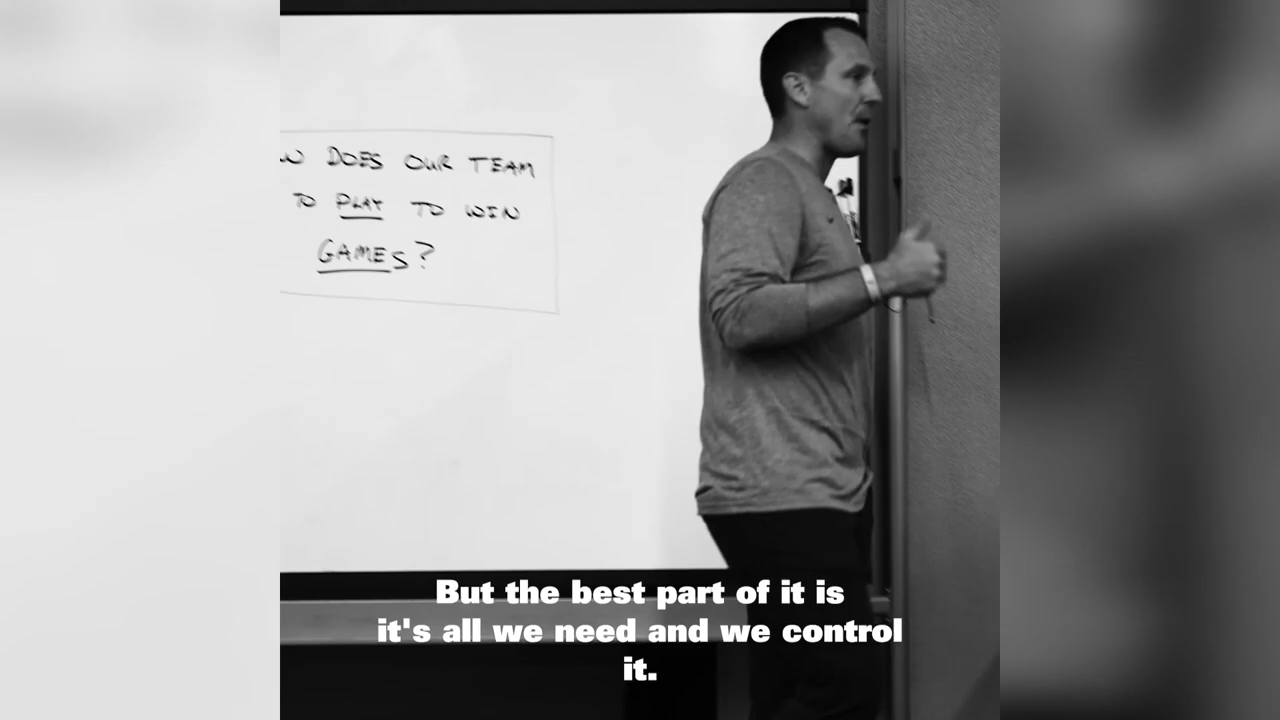 DOES OUR TEAM
TO PLAY TO WIN
GAMES?
But the best part of it is
it's all we need and we control
it.